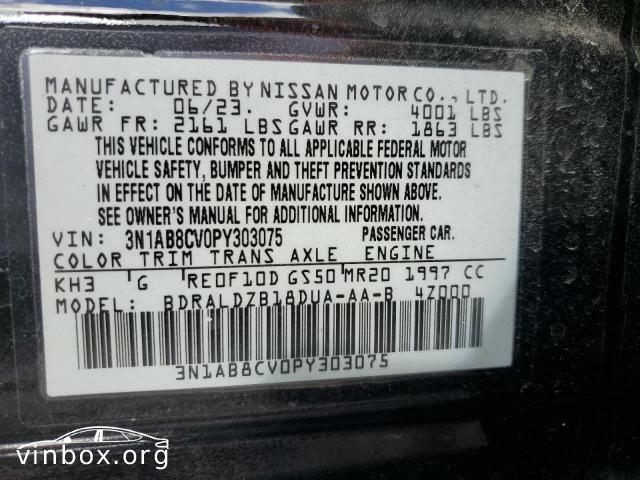 MANUFACTURED BY NISSAN MOTOR CO., LTD.
DATE: 06/23. GVWR: 4001 LBS
GAWR FR: 2161 LBS GAWR RR: 1863 LBS
THIS VEHICLE CONFORMS TO ALL APPLICABLE FEDERAL MOTOR
VEHICLE SAFETY, BUMPER AND THEFT PREVENTION STANDARDS
IN EFFECT ON THE DATE OF MANUFACTURE SHOWN ABOVE.
SEE OWNER'S MANUAL FOR ADDITIONAL INFORMATION.
VIN: 3N1AB8CV0PY303075 PASSENGER CAR.
COLOR TRIM TRANS AXLE ENGINE
KH3 G RE0F10D GS50 MR20 1997 CC
MODEL: BDRALDZB18DUA-AA-B 4Z000
3N1AB8CV0PY303075
vinbox.org